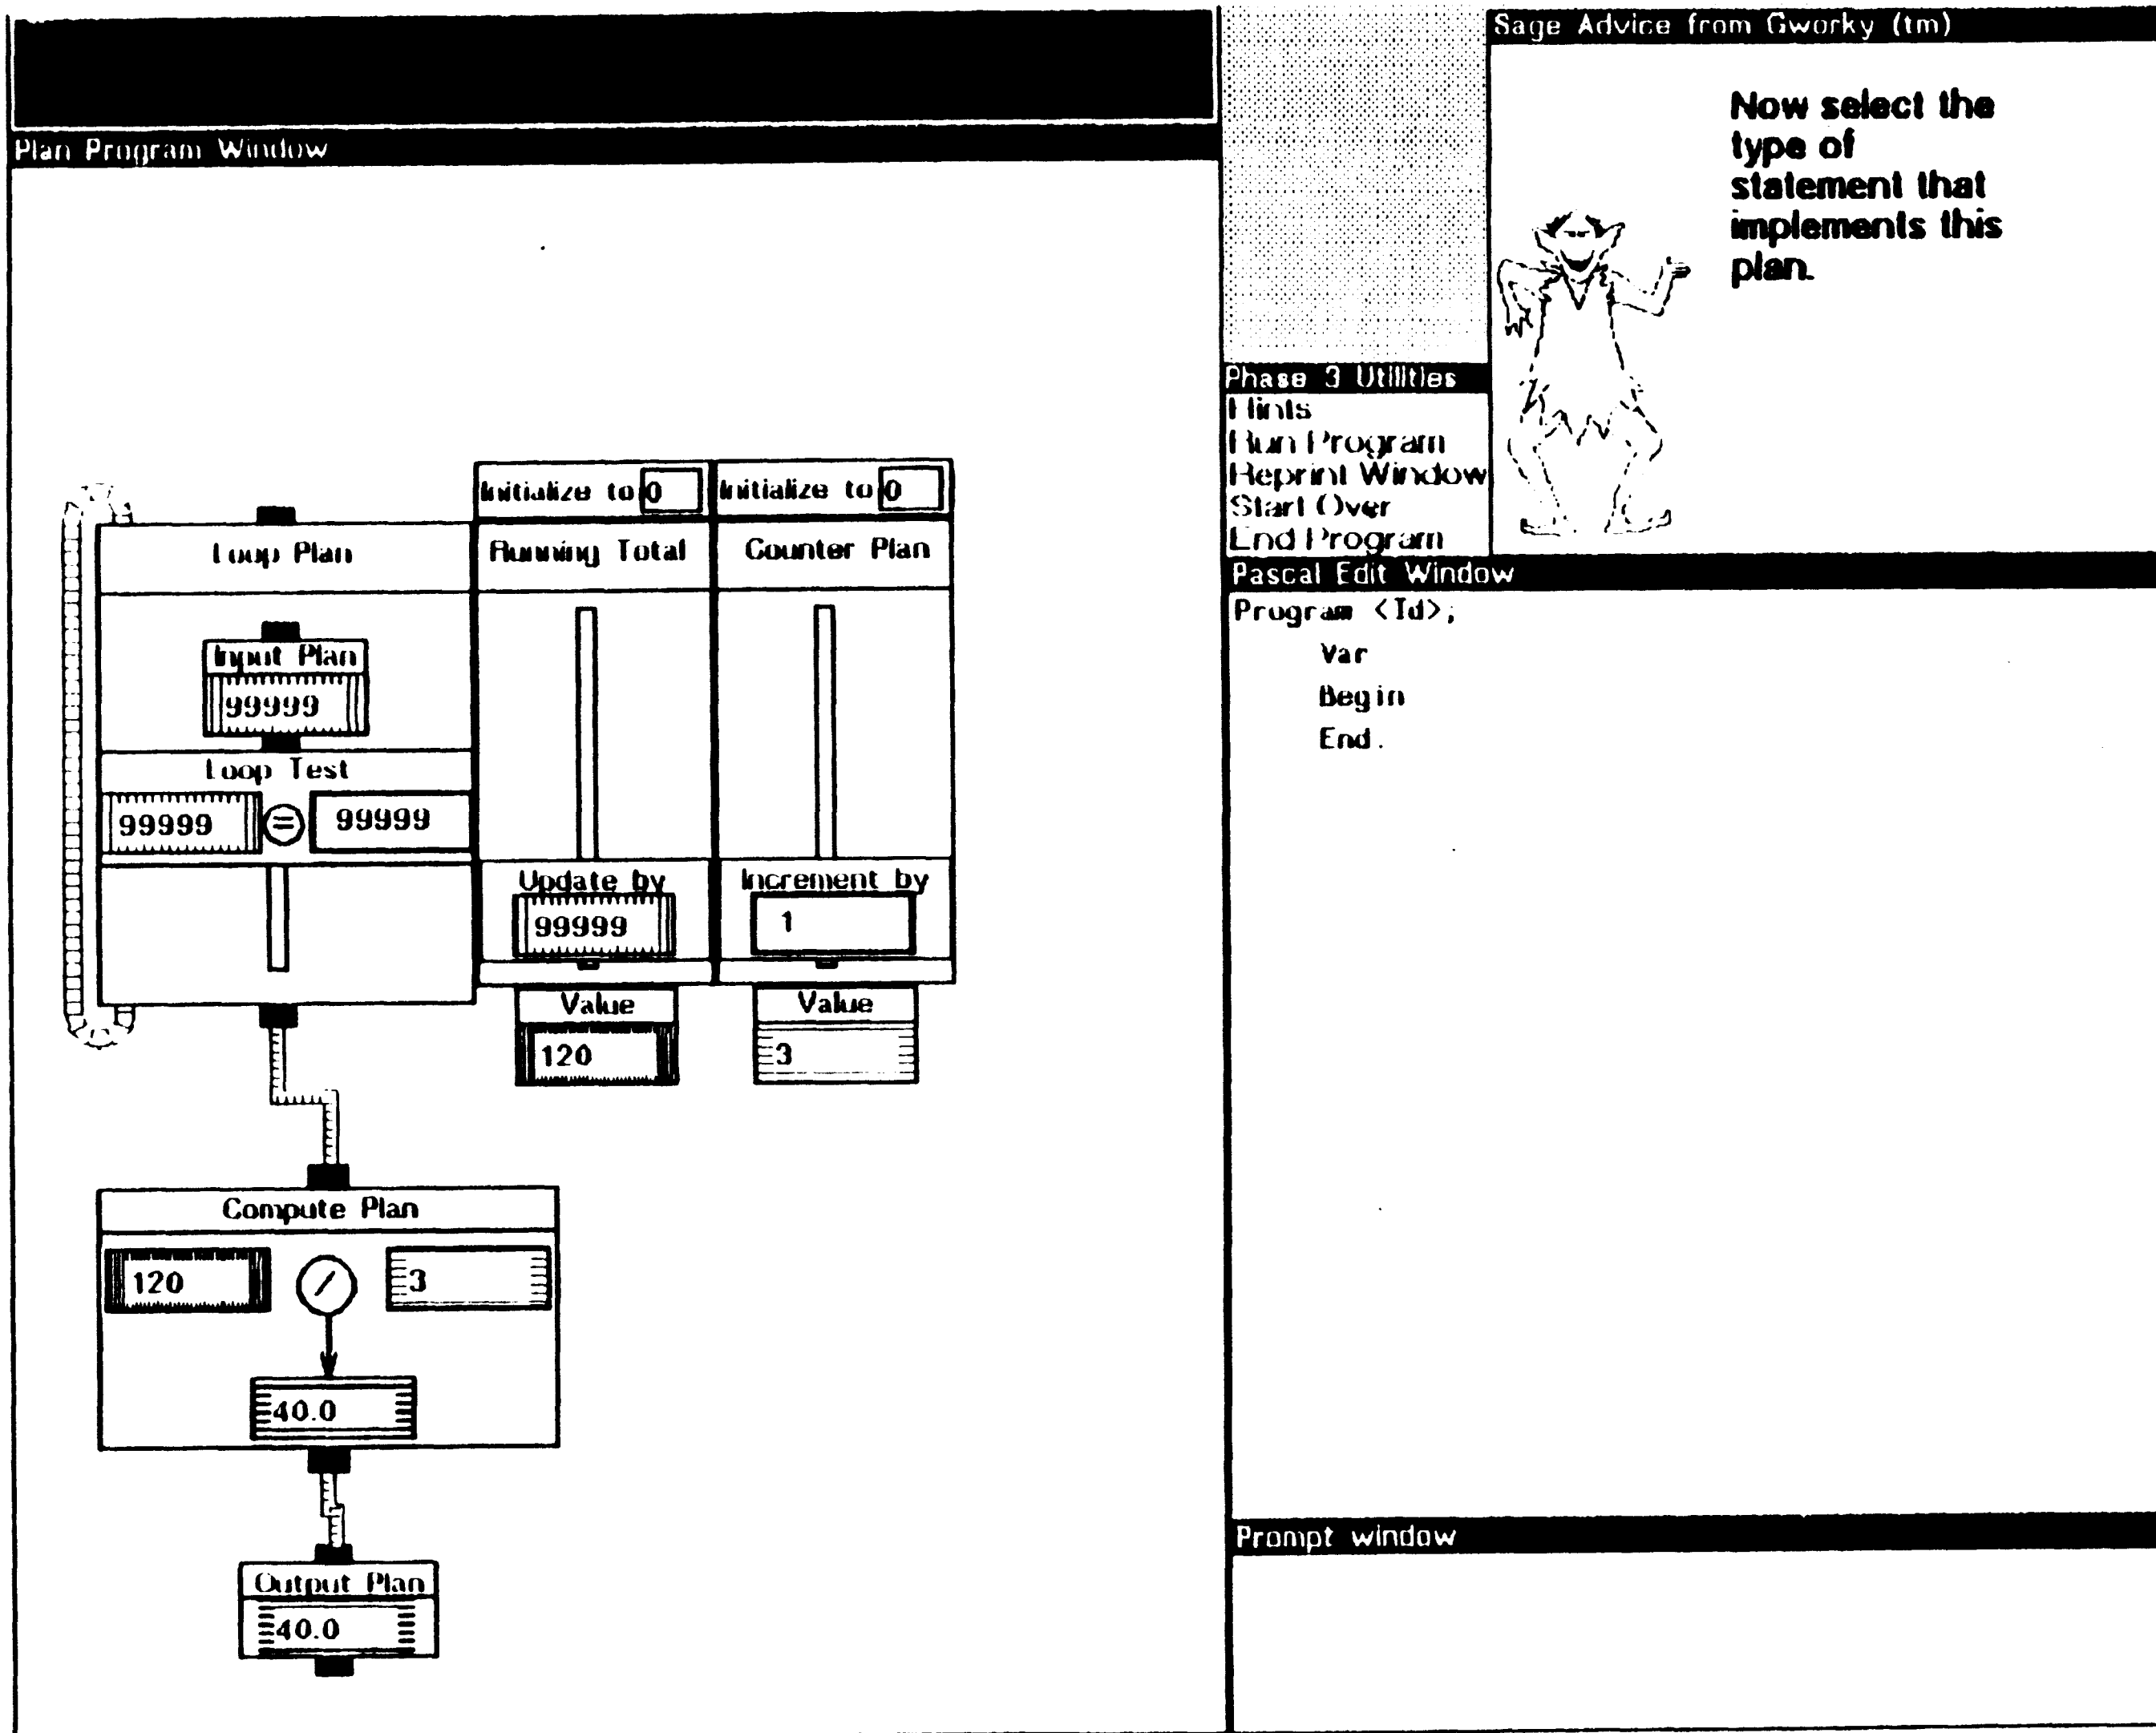 Plan Program Window
Initialize to 0
Initialize to 0
Loop Plan
Running Total
Counter Plan
Input Plan
99999
Loop Test
99999 = 99999
Update by
99999
Increment by
1
Value
120
Value
3
Compute Plan
120 / 3
40.0
Output Plan
40.0
Sage Advice from Gworky (tm)
Now select the
type of
statement that
implements this
plan.
Phase 3 Utilities
Hints
Run Program
Reprint Window
Start Over
End Program
Pascal Edit Window
Program <Id>;
Var
Begin
End.
Prompt window